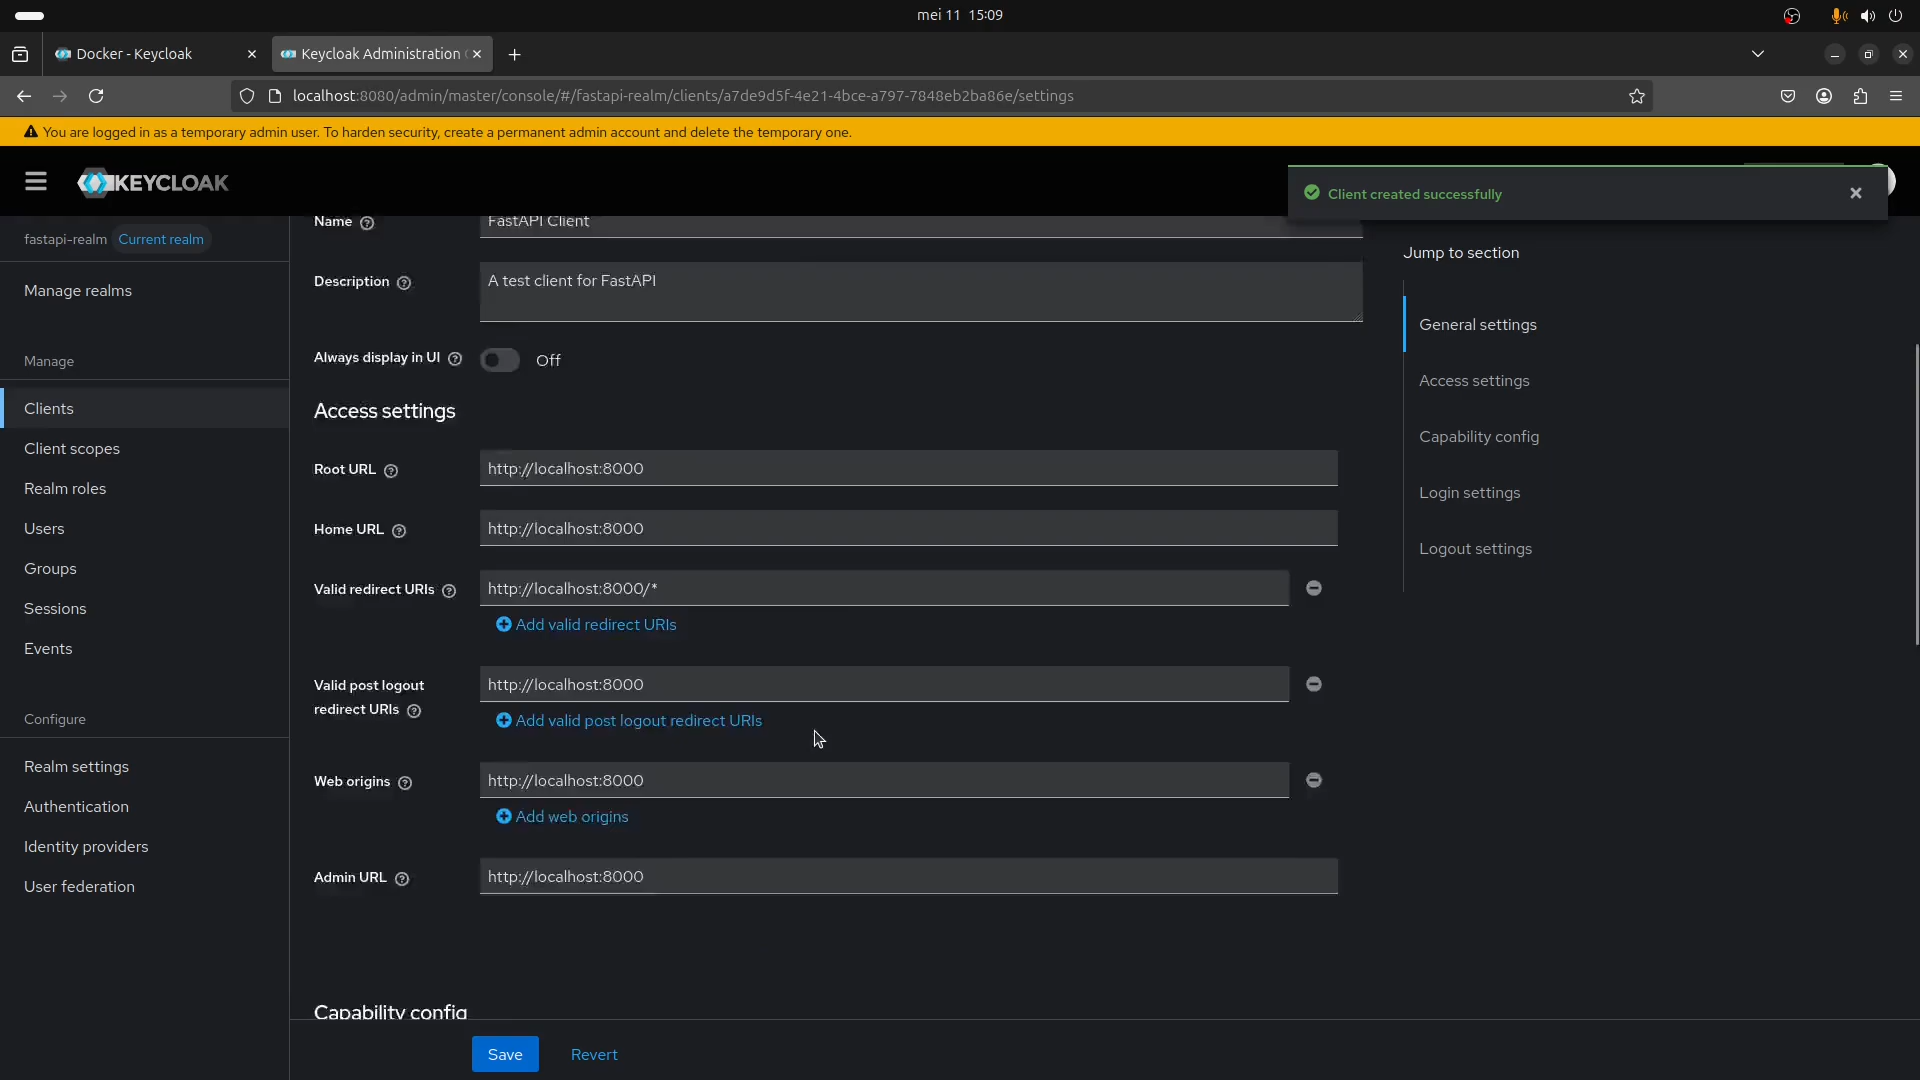 mei 11 15:09
Docker - Keycloak
Keycloak Administration
localhost:8080/admin/master/console/#/fastapi-realm/clients/a7de9d5f-4e21-4bce-a797-7848eb2ba86e/settings
You are logged in as a temporary admin user. To harden security, create a permanent admin account and delete the temporary one.
KEYCLOAK
Client created successfully
fastapi-realm Current realm
Manage realms
Manage
Clients
Client scopes
Realm roles
Users
Groups
Sessions
Events
Configure
Realm settings
Authentication
Identity providers
User federation
Name
FastAPI Client
Description
A test client for FastAPI
Always display in UI
Off
Access settings
Root URL
http://localhost:8000
Home URL
http://localhost:8000
Valid redirect URIs
http://localhost:8000/*
Add valid redirect URIs
Valid post logout
redirect URIs
http://localhost:8000
Add valid post logout redirect URIs
Web origins
http://localhost:8000
Add web origins
Admin URL
http://localhost:8000
Capability config
Save
Revert
Jump to section
General settings
Access settings
Capability config
Login settings
Logout settings